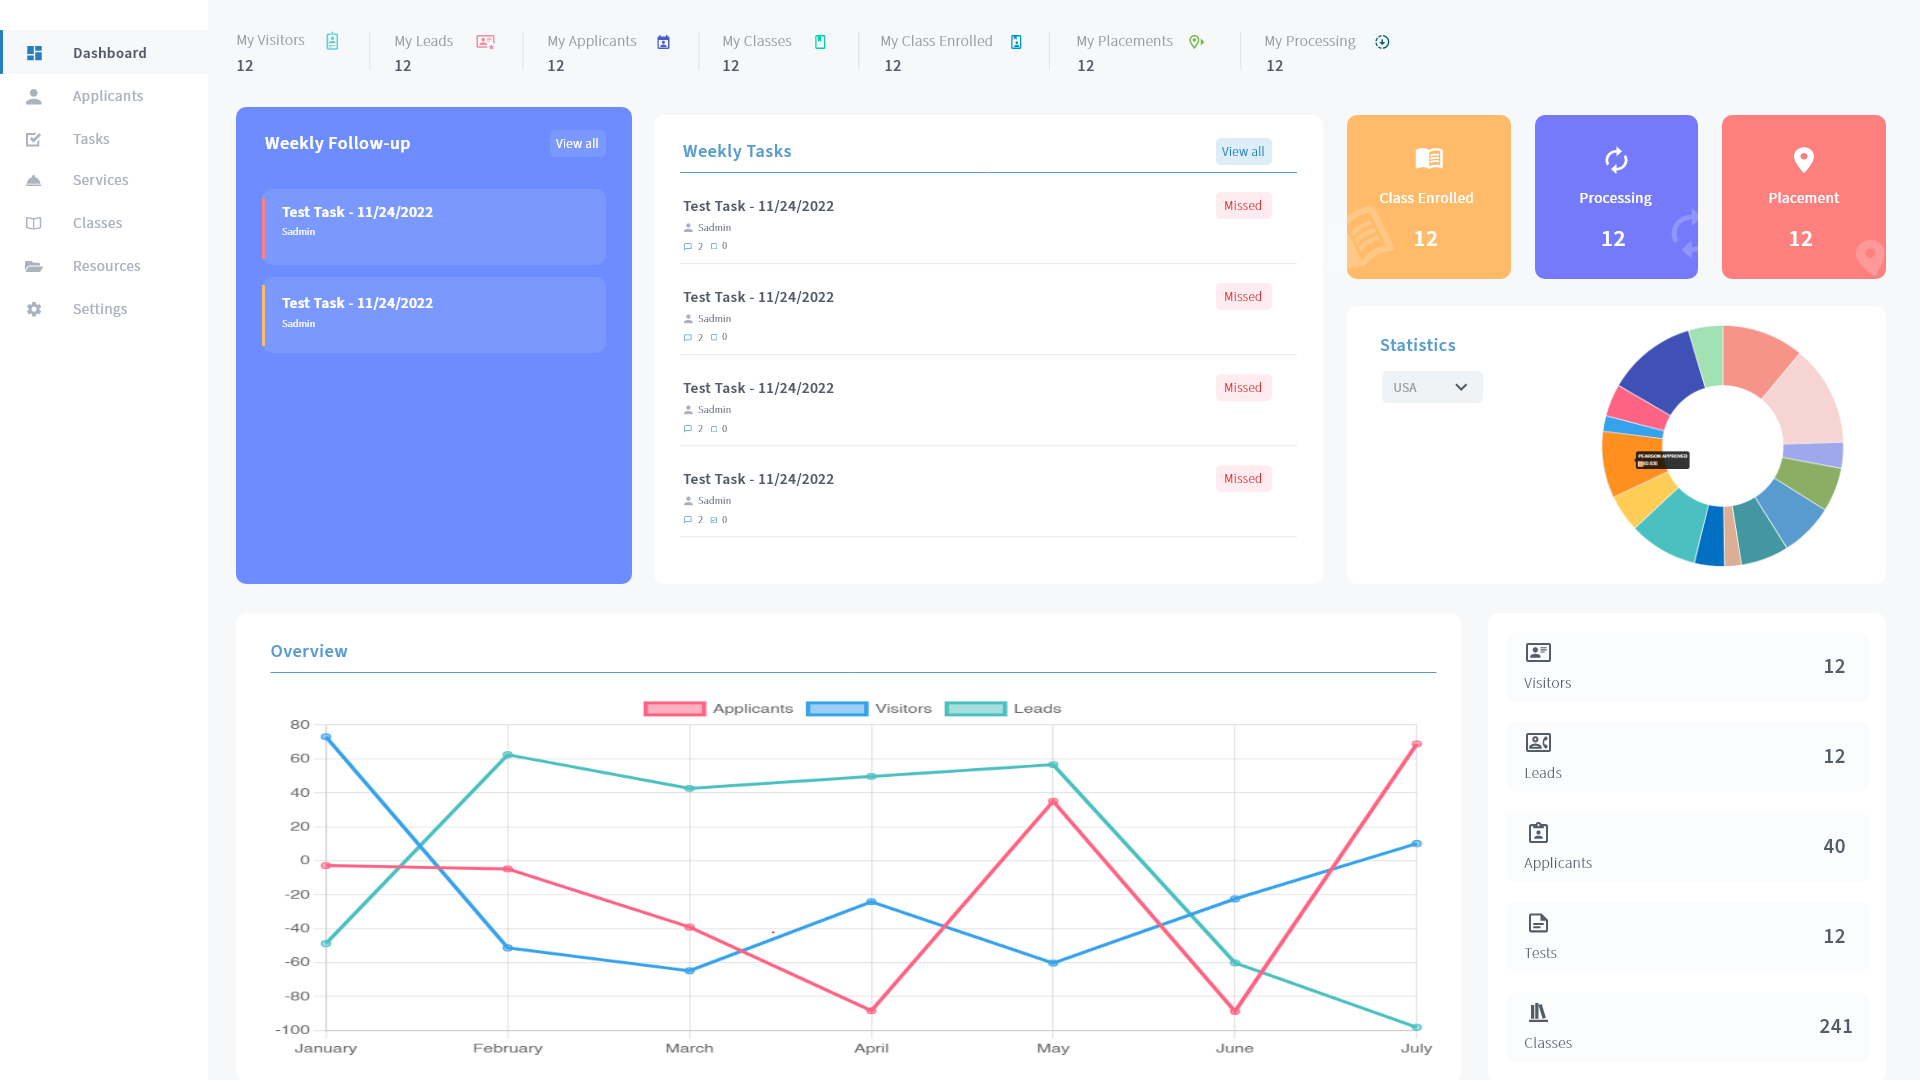 Dashboard
Applicants
Tasks
Services
Classes
Resources
Settings
My Visitors
12
My Leads
12
My Applicants
12
My Classes
12
My Class Enrolled
12
My Placements
12
My Processing
12
Weekly Follow-up
View all
Test Task - 11/24/2022
Sadmin
Test Task - 11/24/2022
Sadmin
Weekly Tasks
View all
Test Task - 11/24/2022
Missed
Sadmin
2 0
Test Task - 11/24/2022
Missed
Sadmin
2 0
Test Task - 11/24/2022
Missed
Sadmin
2 0
Test Task - 11/24/2022
Missed
Sadmin
2 0
Class Enrolled
12
Processing
12
Placement
12
Statistics
USA
PEARSON APPROVED
Overview
Applicants Visitors Leads
80
60
40
20
0
-20
-40
-60
-80
-100
January February March April May June July
Visitors
12
Leads
12
Applicants
40
Tests
12
Classes
241